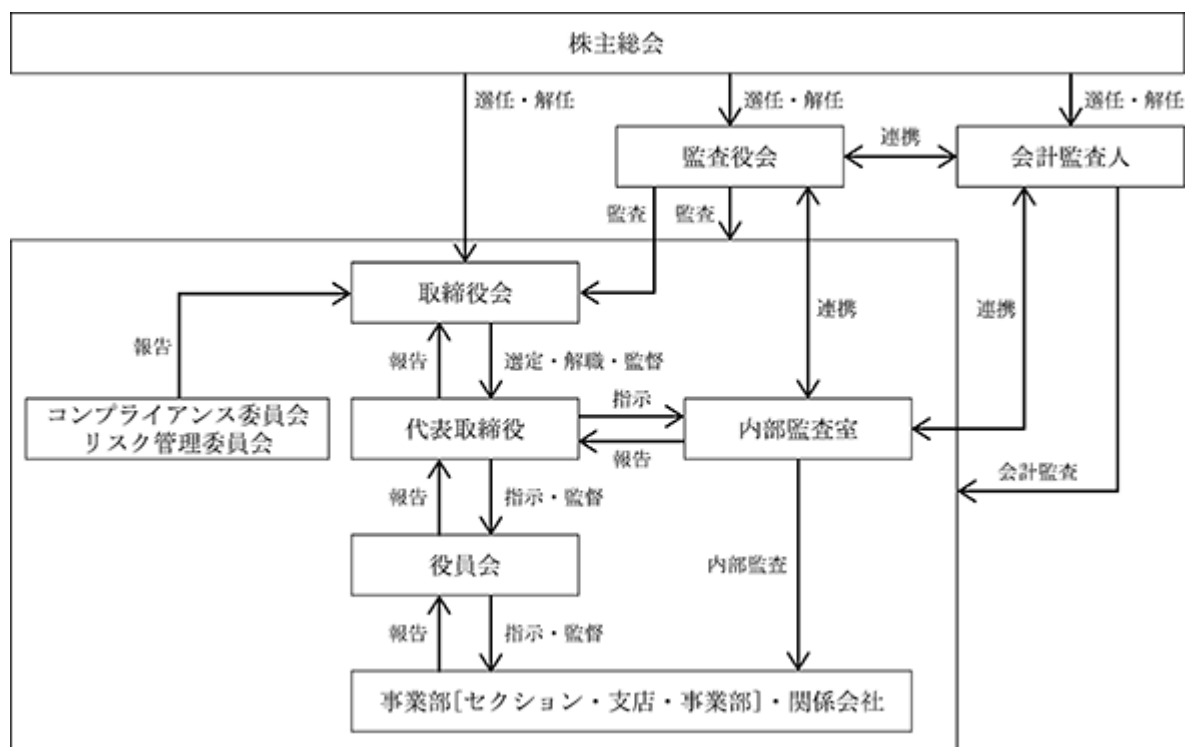 株主総会
選任・解任
選任・解任
選任・解任
監査役会
連携
会計監査人
監査
監査
取締役会
連携
連携
報告
報告
選定・解職・監督
コンプライアンス委員会
リスク管理委員会
代表取締役
指示
報告
内部監査室
会計監査
報告
指示・監督
役員会
内部監査
報告
指示・監督
事業部[セクション・支店・事業部]・関係会社